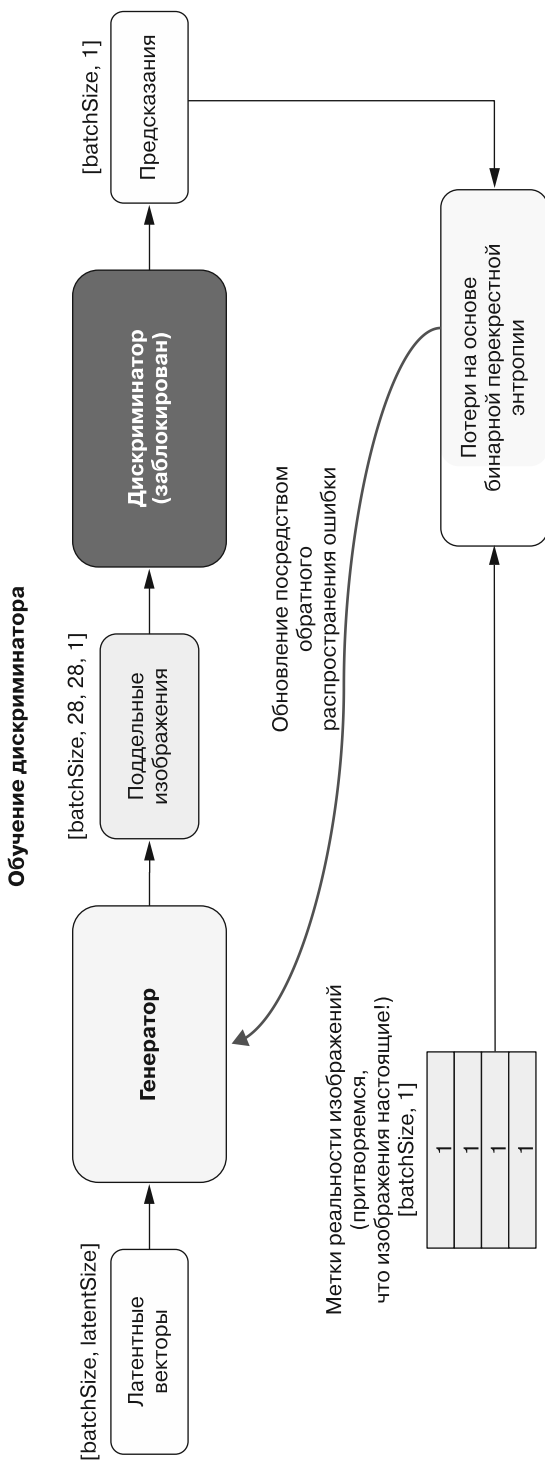 Обучение дискриминатора
[batchSize, latentSize]
Латентные
векторы
Генератор
[batchSize, 28, 28, 1]
Поддельные
изображения
Дискриминатор
(заблокирован)
[batchSize, 1]
Предсказания
Обновление посредством
обратного
распространения ошибки
Метки реальности изображений
(притворяемся,
что изображения настоящие!)
[batchSize, 1]
1
1
1
1
Потери на основе
бинарной перекрестной
энтропии